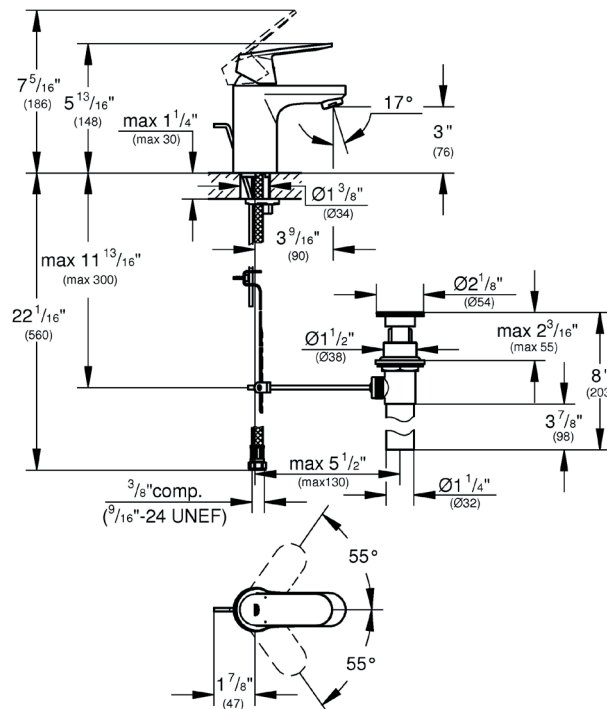 7 5/16"
(186)
5 13/16"
(148)
max 1 1/4"
(max 30)
17°
3"
(76)
Ø1 3/8"
(Ø34)
3 9/16"
(90)
max 11 13/16"
(max 300)
22 1/16"
(560)
Ø2 1/8"
(Ø54)
Ø1 1/2"
(Ø38)
max 2 3/16"
(max 55)
8"
(203
3 7/8"
(98)
max 5 1/2"
(max130)
3/8"comp.
(9/16"-24 UNEF)
Ø1 1/4"
(Ø32)
55°
55°
1 7/8"
(47)